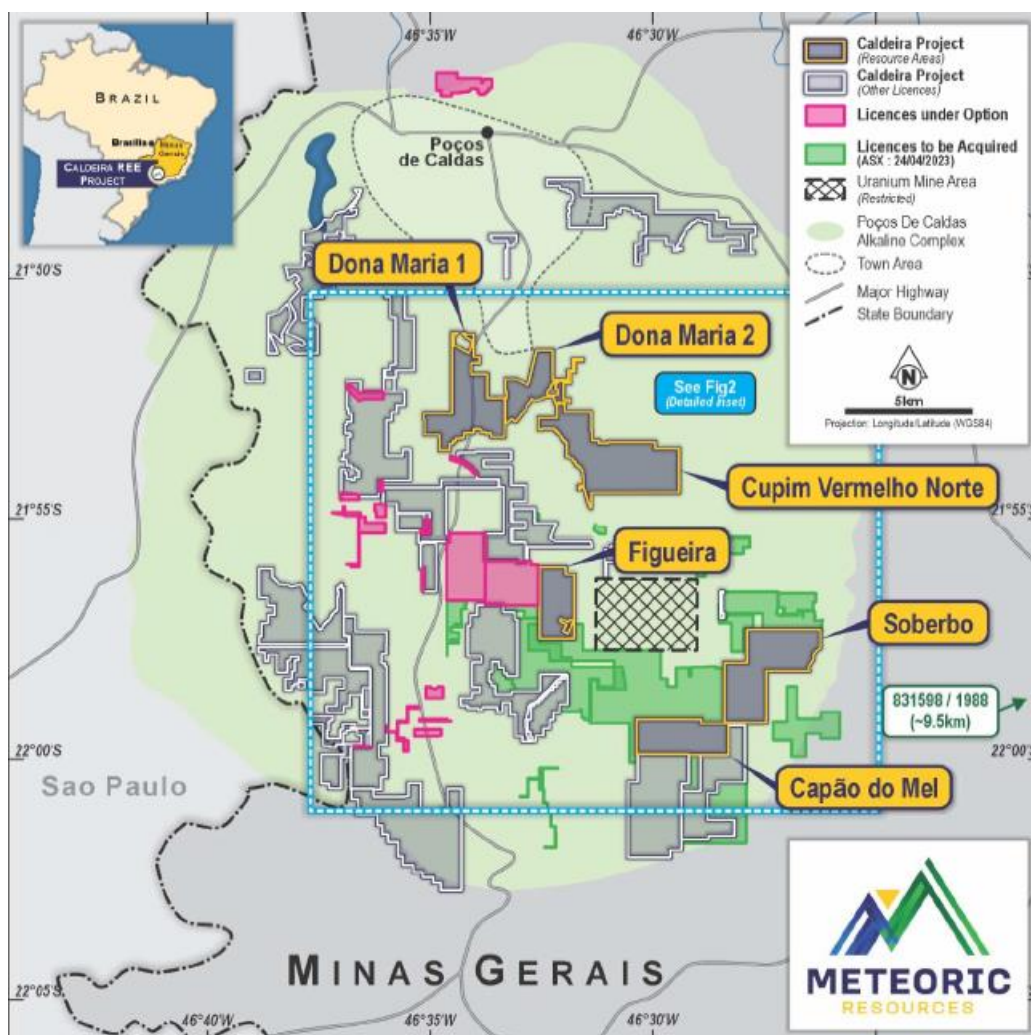 46°35'W
46°30'W
BRAZIL
Brasilia
Minas
Gerais
CALDEIRA REE
PROJECT
Poços
de Caldas
Caldeira Project
(Resource Areas)
Caldeira Project
(Other Licences)
Licences under Option
Licences to be Acquired
(ASX : 24/04/2023)
Uranium Mine Area
(Restricted)
Poços De Caldas
Alkaline Complex
Town Area
Major Highway
State Boundary
N
5km
Projection: Longitude/Latitude (WGS84)
21°50'S
Dona Maria 1
Dona Maria 2
See Fig2
(Detailed Inset)
Cupim Vermelho Norte
21°55'S
21°55'S
Figueira
Soberbo
831598 / 1988
(~9.5km)
22°00'S
22°00'S
Sao Paulo
Capão do Mel
MINAS GERAIS
METEORIC
RESOURCES
22°05'S
46°40'W
46°35'W
46°30'W